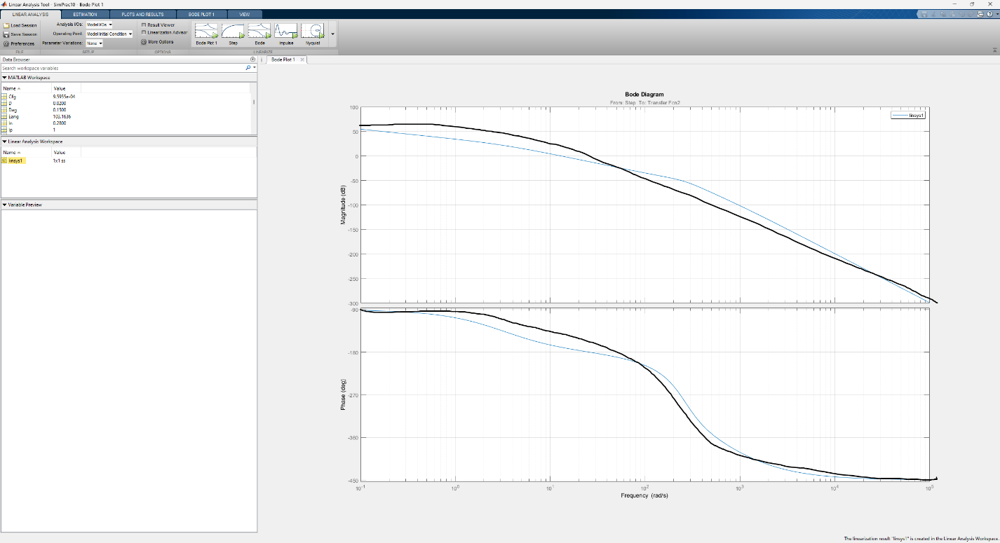 Linear Analysis Tool - SimPrac10 - Bode Plot 1
LINEAR ANALYSIS ESTIMATION PLOTS AND RESULTS BODE PLOT 1 VIEW
Load Session
Save Session
Preferences
FILE
Analysis I/Os: Model I/Os
Operating Point: Model Initial Condition
Parameter Variations: None
SETUP
Result Viewer
Linearization Advisor
More Options
OPTIONS
Bode Plot 1 Step Bode Impulse Nyquist
LINEARIZE
Data Browser
Search workspace variables
MATLAB Workspace
Name Value
Cfg 9.5955e-04
D 0.0200
Dag 0.1500
Eang 103.1636
In 0.2800
Ip 1
Linear Analysis Workspace
Name Value
linsys1 1x1 ss
Variable Preview
Bode Plot 1
Bode Diagram
From: Step To: Transfer Fcn2
linsys1
Magnitude (dB)
100
50
0
-50
-100
-150
-200
-250
-300
Phase (deg)
-90
-180
-270
-360
-450
10^-1 10^0 10^1 10^2 10^3 10^4 10^5
Frequency (rad/s)
The linearization result "linsys1" is created in the Linear Analysis Workspace.